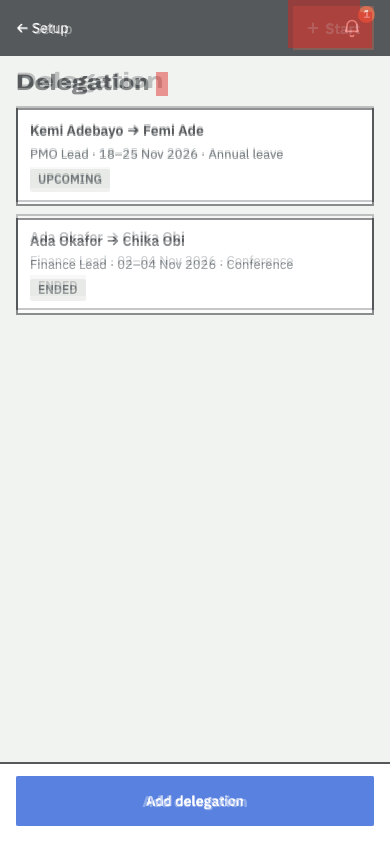 ← Setup
1
Delegation
Kemi Adebayo → Femi Ade
PMO Lead · 18–25 Nov 2026 · Annual leave
UPCOMING
Ada Okafor → Chika Obi
Finance Lead · 02–04 Nov 2026 · Conference
ENDED
Add delegation